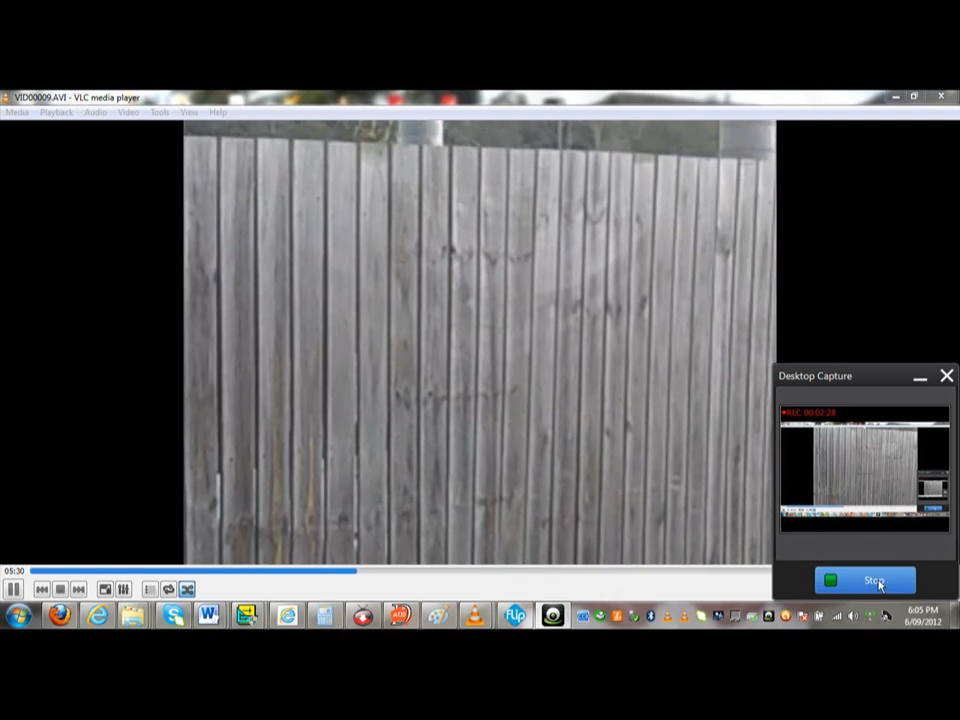 VID00009.AVI - VLC media player
Media Playback Audio Video Tools View Help
Desktop Capture
REC 00:02:28
05:30
Stop
FLIP
6:05 PM
6/09/2012